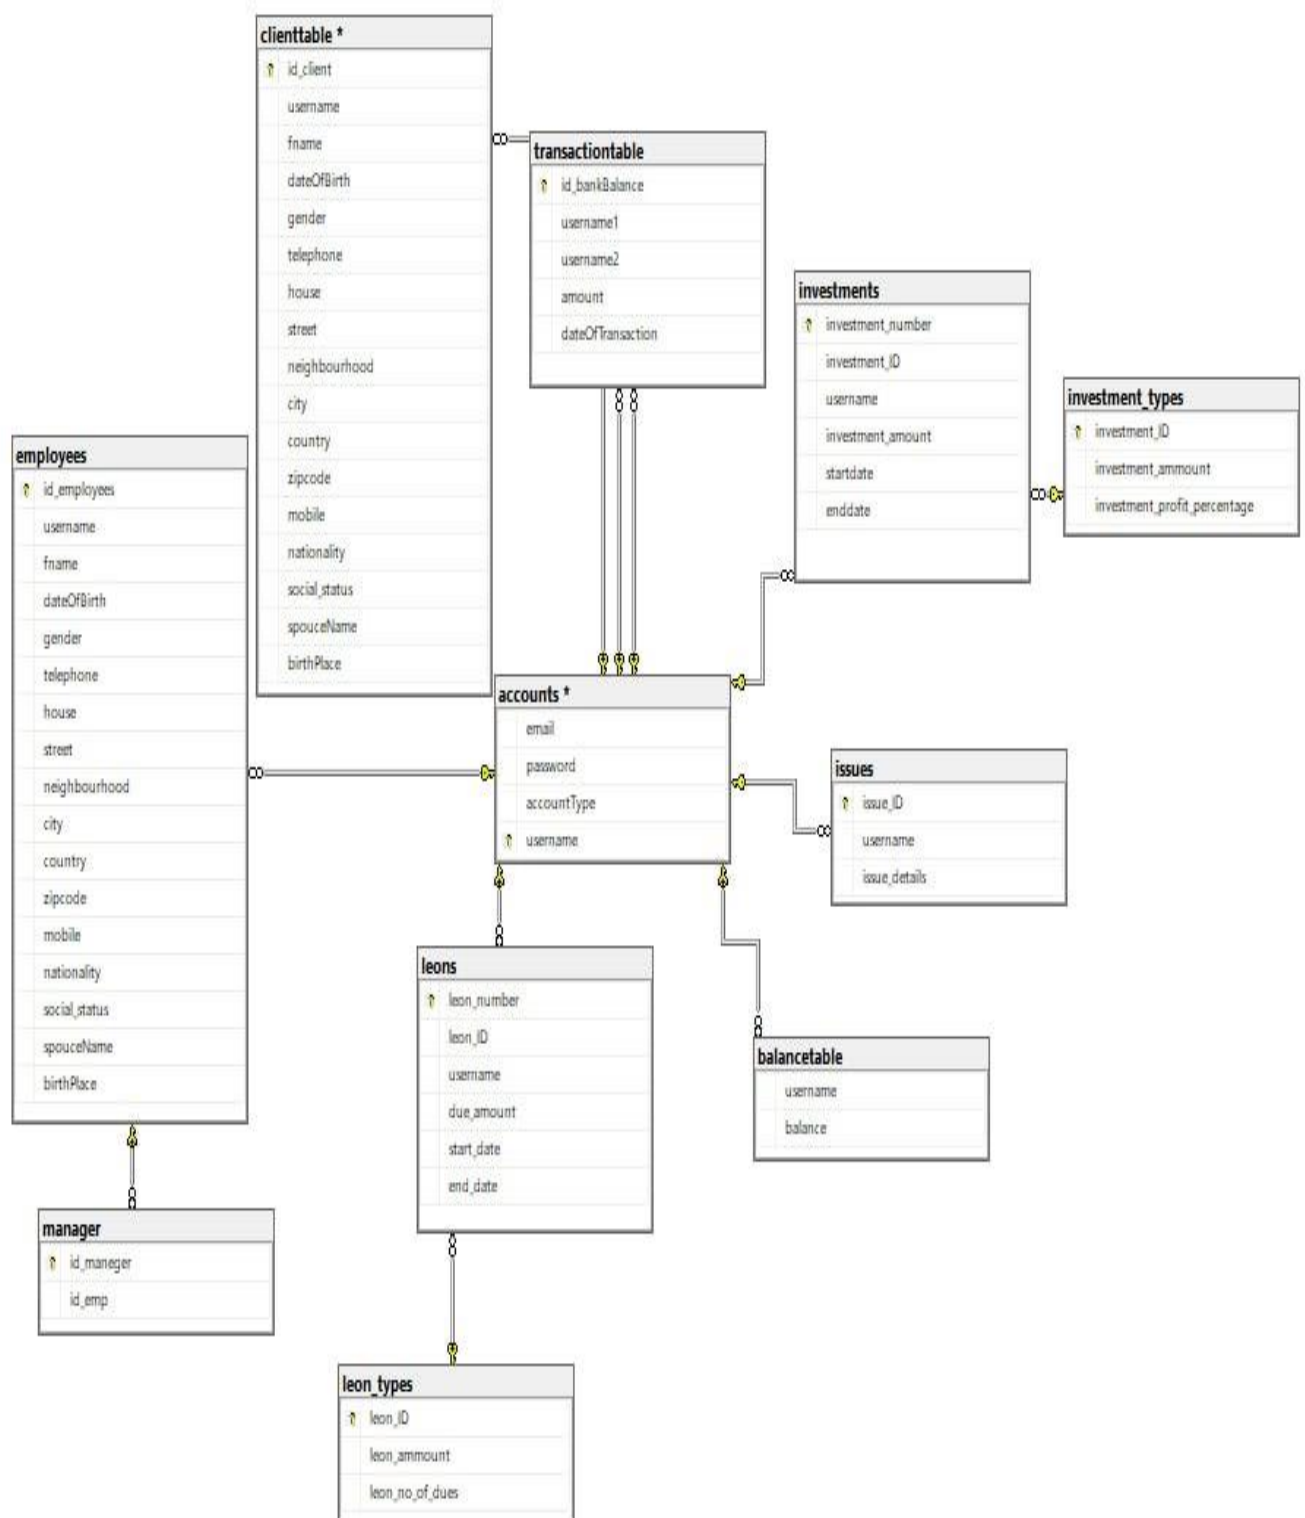 clienttable *
id_client
username
fname
dateOfBirth
gender
telephone
house
street
neighbourhood
city
country
zipcode
mobile
nationality
social_status
spouceName
birthPlace
transactiontable
id_bankBalance
username1
username2
amount
dateOfTransaction
investments
investment_number
investment_ID
username
investment_amount
startdate
enddate
investment_types
investment_ID
investment_ammount
investment_profit_percentage
employees
id_employees
username
fname
dateOfBirth
gender
telephone
house
street
neighbourhood
city
country
zipcode
mobile
nationality
social_status
spouceName
birthPlace
accounts *
email
password
accountType
username
issues
issue_ID
username
issue_details
leons
leon_number
leon_ID
username
due_amount
start_date
end_date
balancetable
username
balance
manager
id_maneger
id_emp
leon_types
leon_ID
leon_ammount
leon_no_of_dues